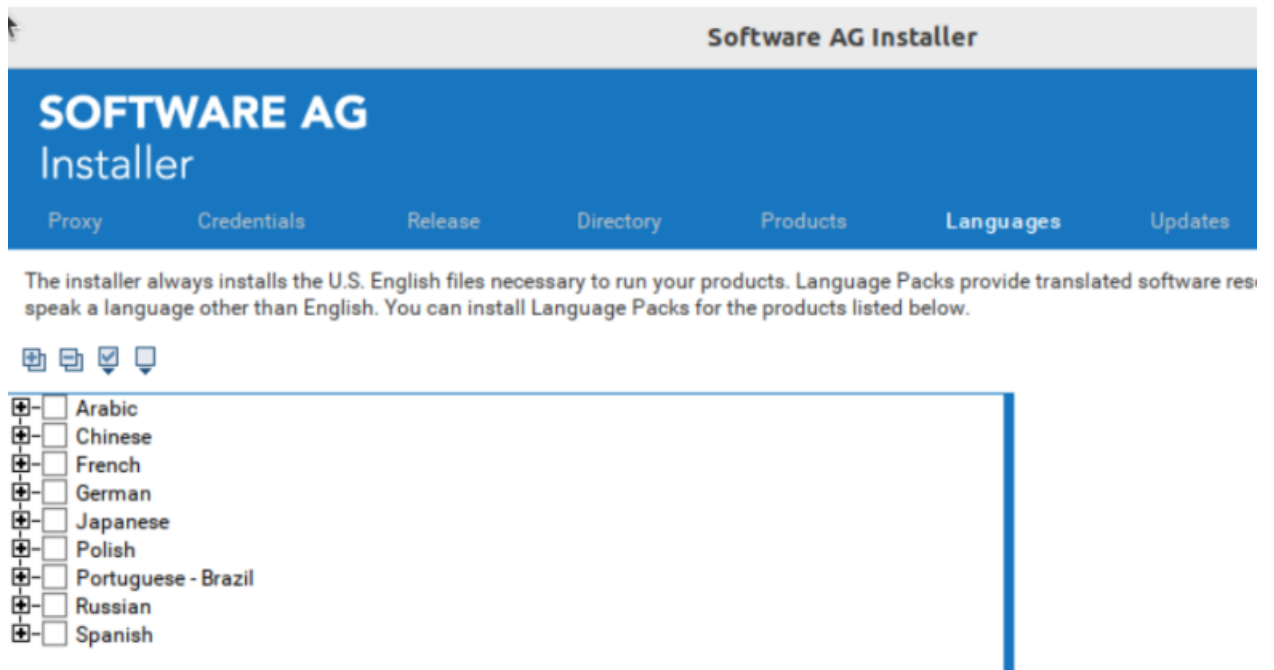 Software AG Installer
SOFTWARE AG
Installer
Proxy Credentials Release Directory Products Languages Updates
The installer always installs the U.S. English files necessary to run your products. Language Packs provide translated software
speak a language other than English. You can install Language Packs for the products listed below.
Arabic
Chinese
French
German
Japanese
Polish
Portuguese - Brazil
Russian
Spanish